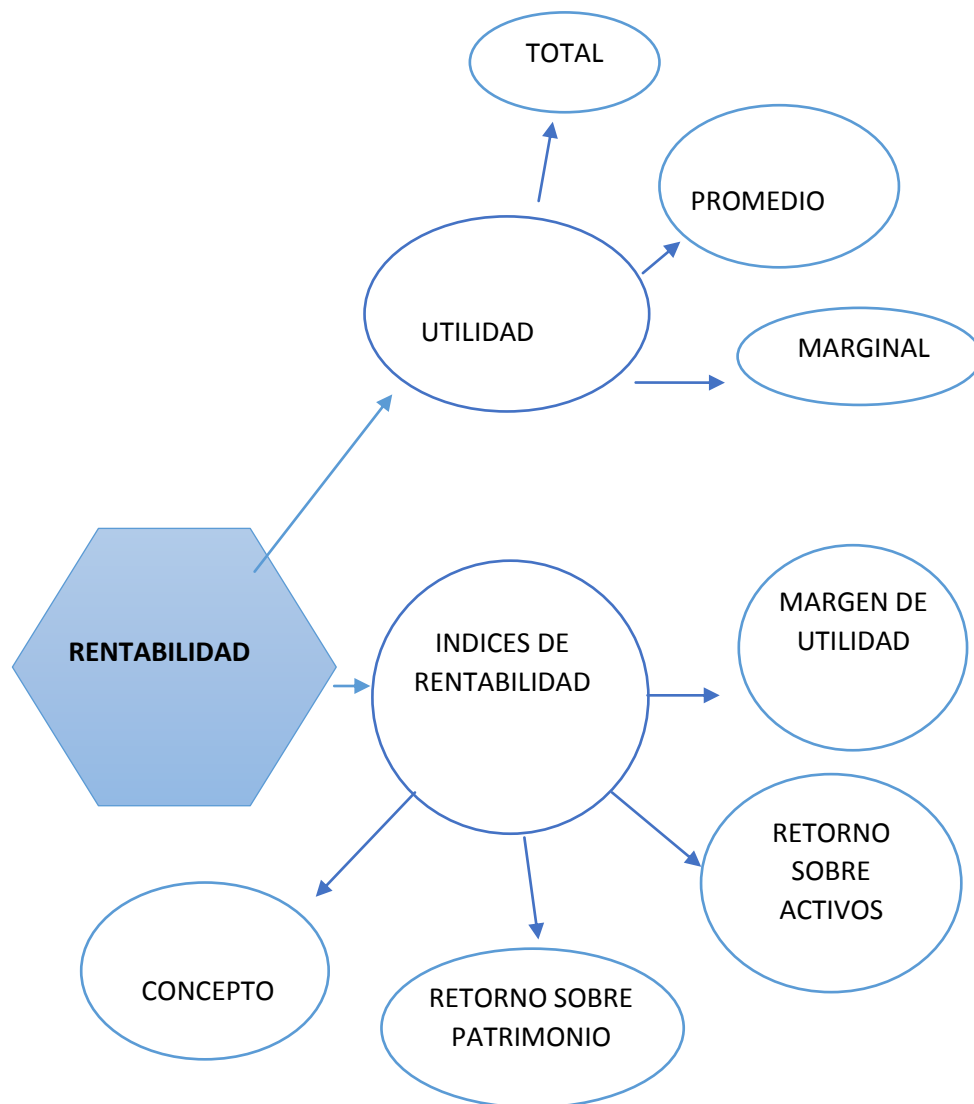 TOTAL
PROMEDIO
UTILIDAD
MARGINAL
RENTABILIDAD
INDICES DE
RENTABILIDAD
MARGEN DE
UTILIDAD
RETORNO
SOBRE
ACTIVOS
CONCEPTO
RETORNO SOBRE
PATRIMONIO